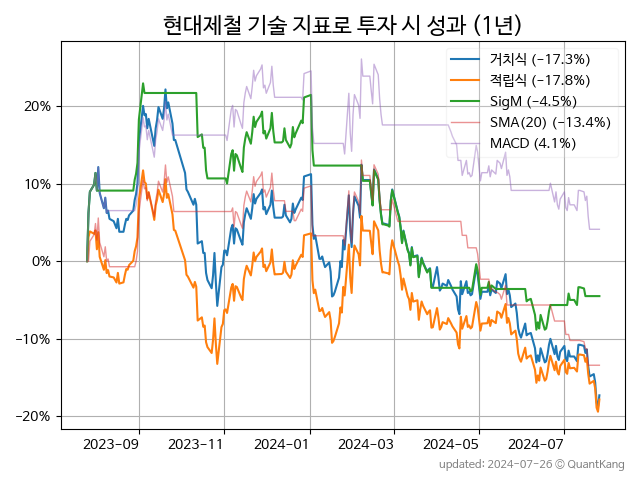 현대제철 기술 지표로 투자 시 성과 (1년)
거치식 (−17.3%)
적립식 (−17.8%)
SigM (−4.5%)
SMA(20) (−13.4%)
MACD (4.1%)
20%
10%
0%
−10%
−20%
2023-09
2023-11
2024-01
2024-03
2024-05
2024-07
updated: 2024-07-26 © QuantKang